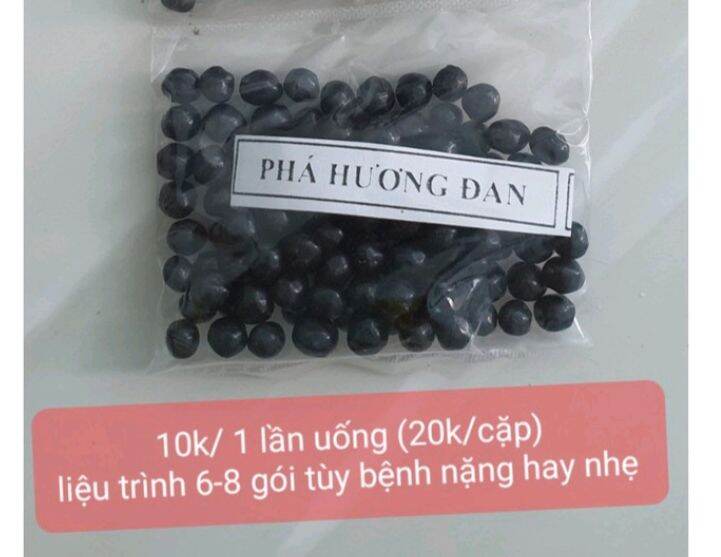 PHÁ HƯƠNG ĐAN
10k/ 1 lần uống (20k/cặp)
liệu trình 6-8 gói tùy bệnh nặng hay nhẹ